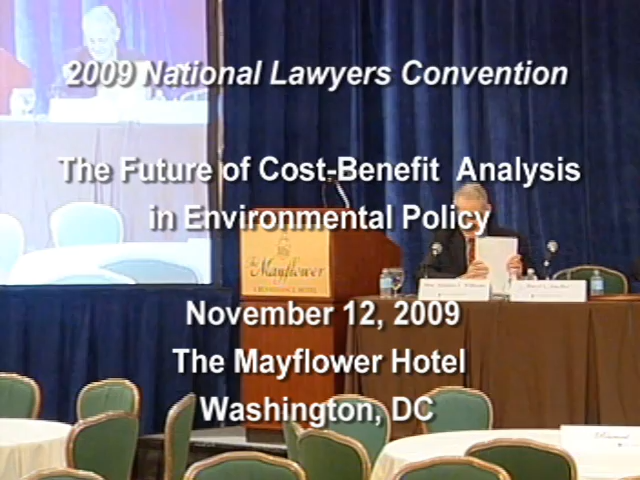 2009 National Lawyers Convention
The Future of Cost-Benefit Analysis
in Environmental Policy
The
Mayflower
November 12, 2009
The Mayflower Hotel
Washington, DC